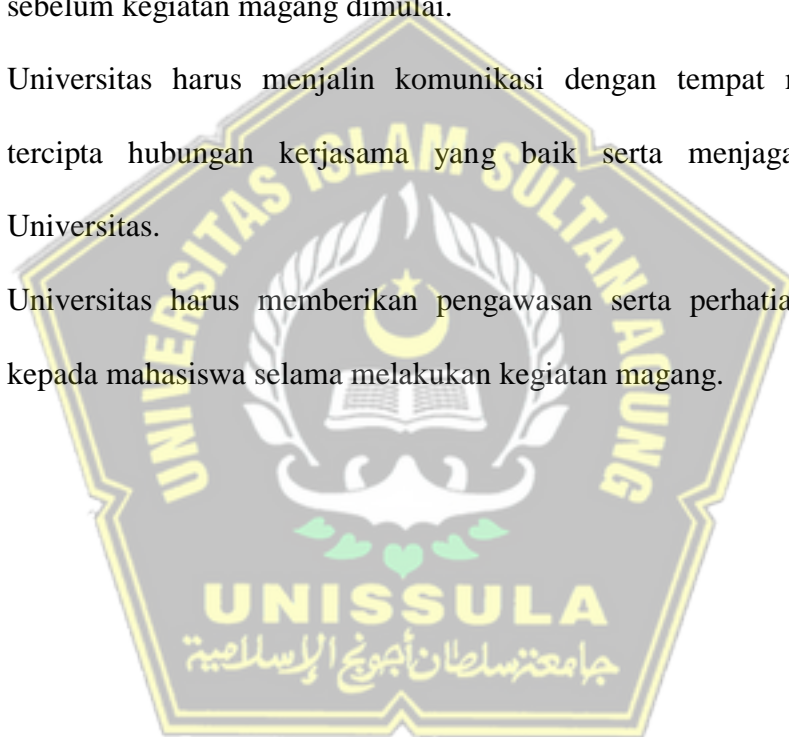 sebelum kegiatan magang dimulai.
Universitas harus menjalin komunikasi dengan tempat
tercipta hubungan kerjasama yang baik serta menjaga
Universitas.
Universitas harus memberikan pengawasan serta
kepada mahasiswa selama melakukan kegiatan magang.
UNIVERSITAS ISLAM SULTAN AGUNG
UNISSULA
جامعة سلطان أجونج الإسلامية